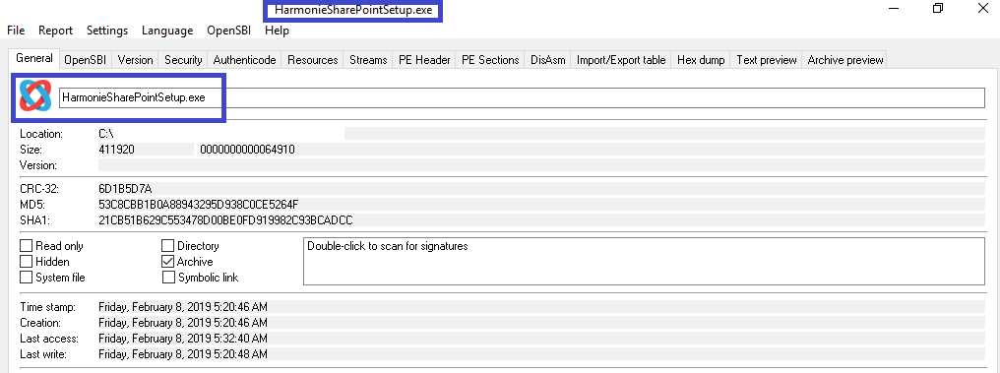 HarmonieSharePointSetup.exe
File Report Settings Language OpenSBI Help
General OpenSBI Version Security Authenticode Resources Streams PE Header PE Sections DisAsm Import/Export table Hex dump Text preview Archive preview
HarmonieSharePointSetup.exe
Location: C:\
Size: 411920 0000000000064910
Version:
CRC-32: 6D1B5D7A
MD5: 53C8CBB1B0A88943295D938C0CE5264F
SHA1: 21CB51B629C553478D00BE0FD919982C93BCADCC
Read only Directory Double-click to scan for signatures
Hidden Archive
System file Symbolic link
Time stamp: Friday, February 8, 2019 5:20:46 AM
Creation: Friday, February 8, 2019 5:20:46 AM
Last access: Friday, February 8, 2019 5:32:40 AM
Last write: Friday, February 8, 2019 5:20:48 AM